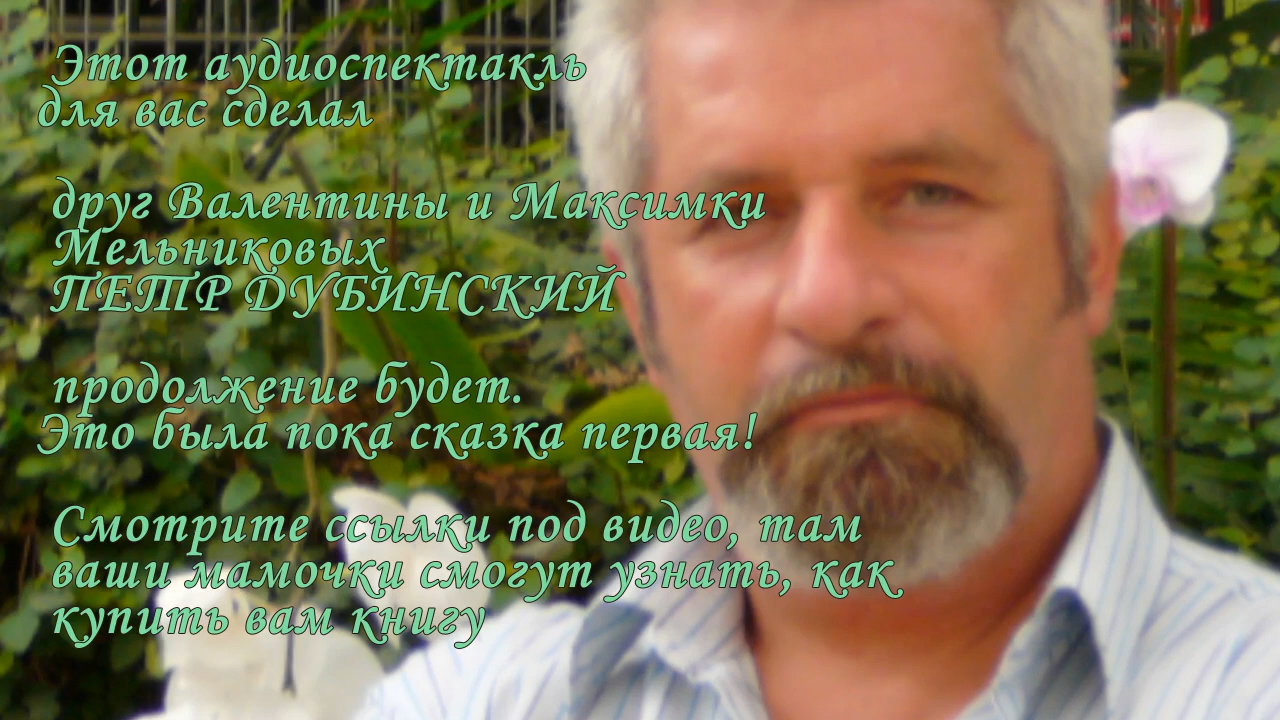 Этот аудиоспектакль
для вас сделал
друг Валентины и Максимки
Мельниковых
ПЕТР ДУБИНСКИЙ
продолжение будет.
Это была пока сказка первая!
Смотрите ссылки под видео, там
ваши мамочки смогут узнать, как
купить вам книгу